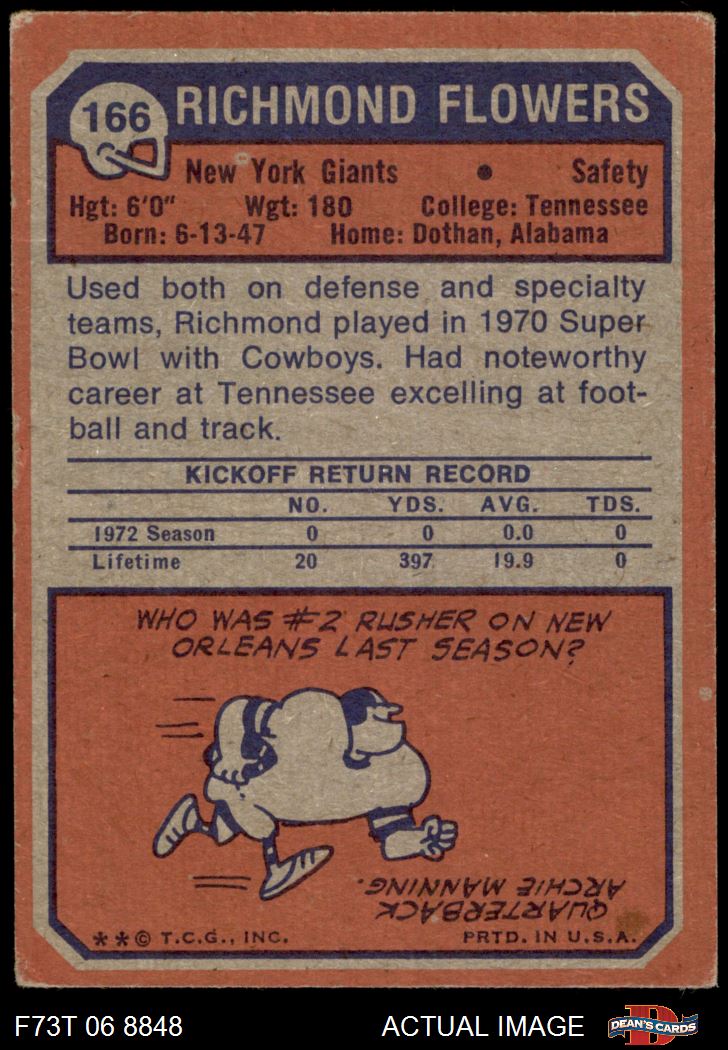 166 RICHMOND FLOWERS
New York Giants • Safety
Hgt: 6'0" Wgt: 180 College: Tennessee
Born: 6-13-47 Home: Dothan, Alabama
Used both on defense and specialty
teams, Richmond played in 1970 Super
Bowl with Cowboys. Had noteworthy
career at Tennessee excelling at foot-
ball and track.
KICKOFF RETURN RECORD
NO. YDS. AVG. TDS.
1972 Season 0 0 0.0 0
Lifetime 20 397 19.9 0
WHO WAS #2 RUSHER ON NEW
ORLEANS LAST SEASON?
QUARTERBACK
ARCHIE MANNING.
**© T.C.G., INC. PRTD. IN U.S.A.
F73T 06 8848 ACTUAL IMAGE D DEAN'S CARDS